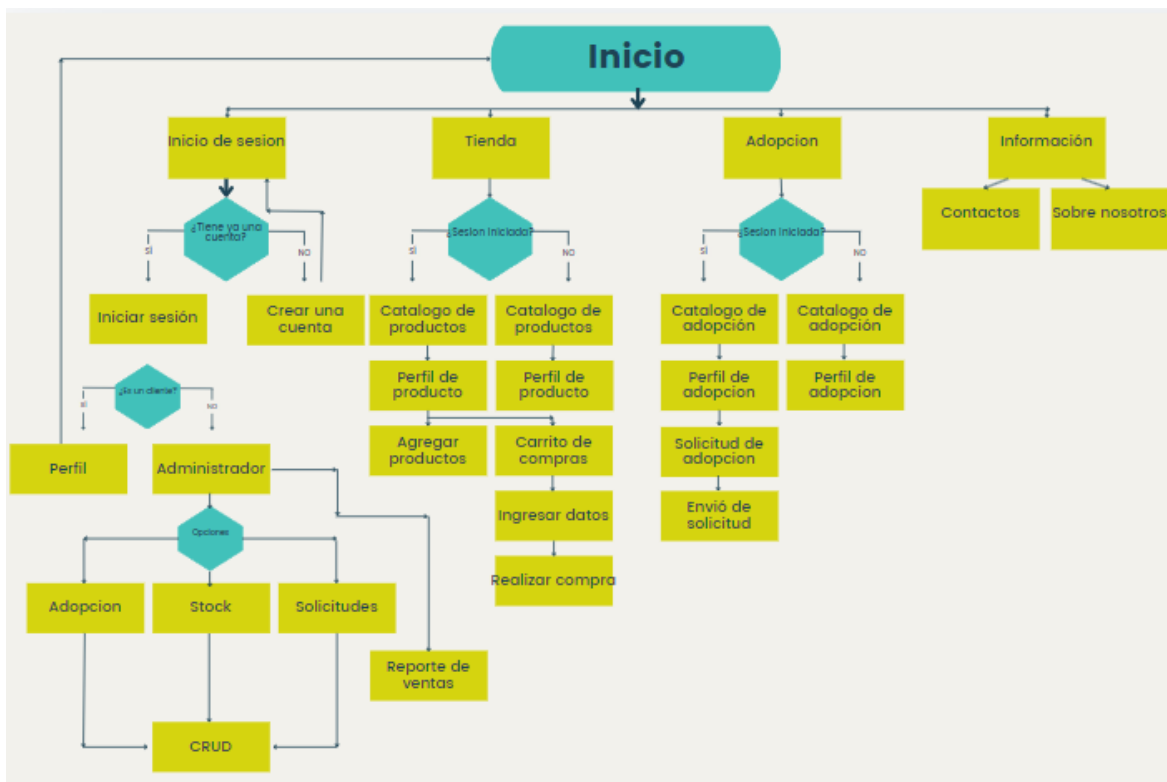 Inicio
Inicio de sesion
Tienda
Adopcion
Información
¿Tiene ya una
cuenta?
SÍ
NO
¿Sesion iniciada?
SÍ
NO
¿Sesion iniciada?
SÍ
NO
Contactos
Sobre nosotros
Iniciar sesión
Crear una
cuenta
Catalogo de
productos
Catalogo de
productos
Catalogo de
adopción
Catalogo de
adopción
¿Es un cliente?
SÍ
NO
Perfil de
producto
Perfil de
producto
Perfil de
adopcion
Perfil de
adopcion
Perfil
Administrador
Agregar
productos
Carrito de
compras
Solicitud de
adopcion
Opciones
Ingresar datos
Envió de
solicitud
Adopcion
Stock
Solicitudes
Realizar compra
Reporte de
ventas
CRUD